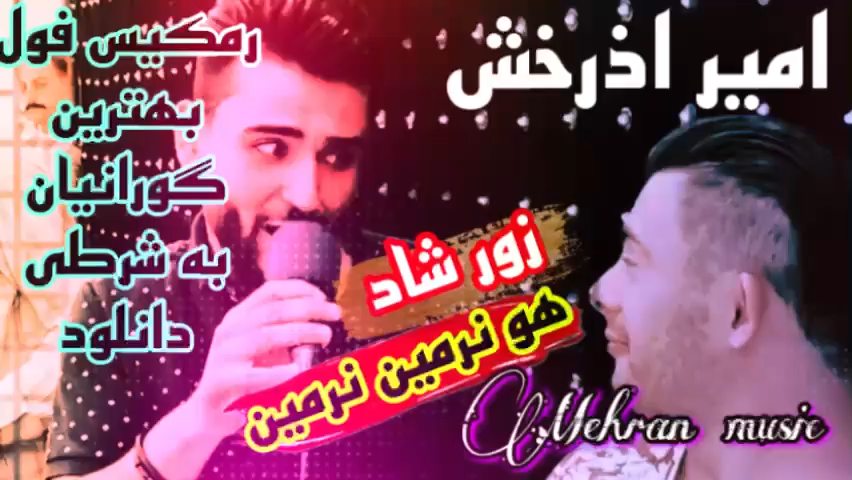 امیر اذرخش
رمکیس فول
بهترین
گورانیان
به شرطی
دانلود
زور شاد
هو نرمین نرمین
Mehran music